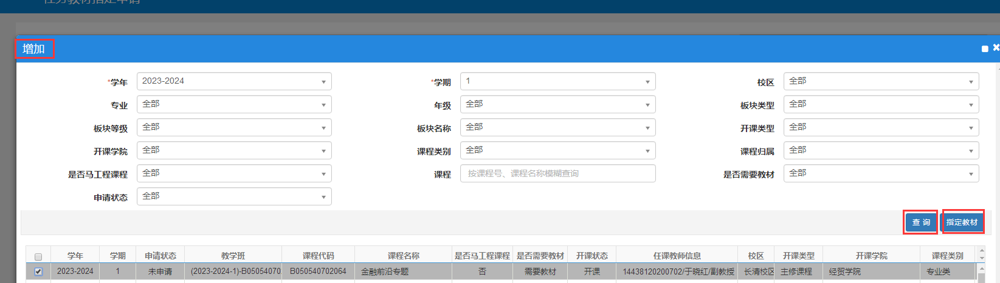 任务教材指定申请
增加
*学年 2023-2024 *学期 1 校区 全部
专业 全部 年级 全部 板块类型 全部
板块等级 全部 板块名称 全部 开课类型 全部
开课学院 全部 课程类别 全部 课程归属 全部
是否马工程课程 全部 课程 按课程号、课程名称模糊查询 是否需要教材 全部
申请状态 全部
查 询 指定教材
学年 学期 申请状态 教学班 课程代码 课程名称 是否马工程课程 是否需要教材 开课状态 任课教师信息 校区 开课类型 开课学院 课程类别
2023-2024 1 未申请 (2023-2024-1)-B05054070 B050540702064 金融前沿专题 否 需要教材 开课 14438120200702/于晓红/副教授 长清校区 主修课程 经贸学院 专业类